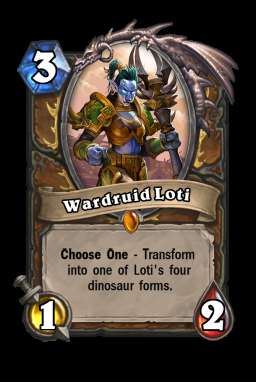 3
Wardruid Loti
Choose One - Transform
into one of Loti's four
dinosaur forms.
1
2